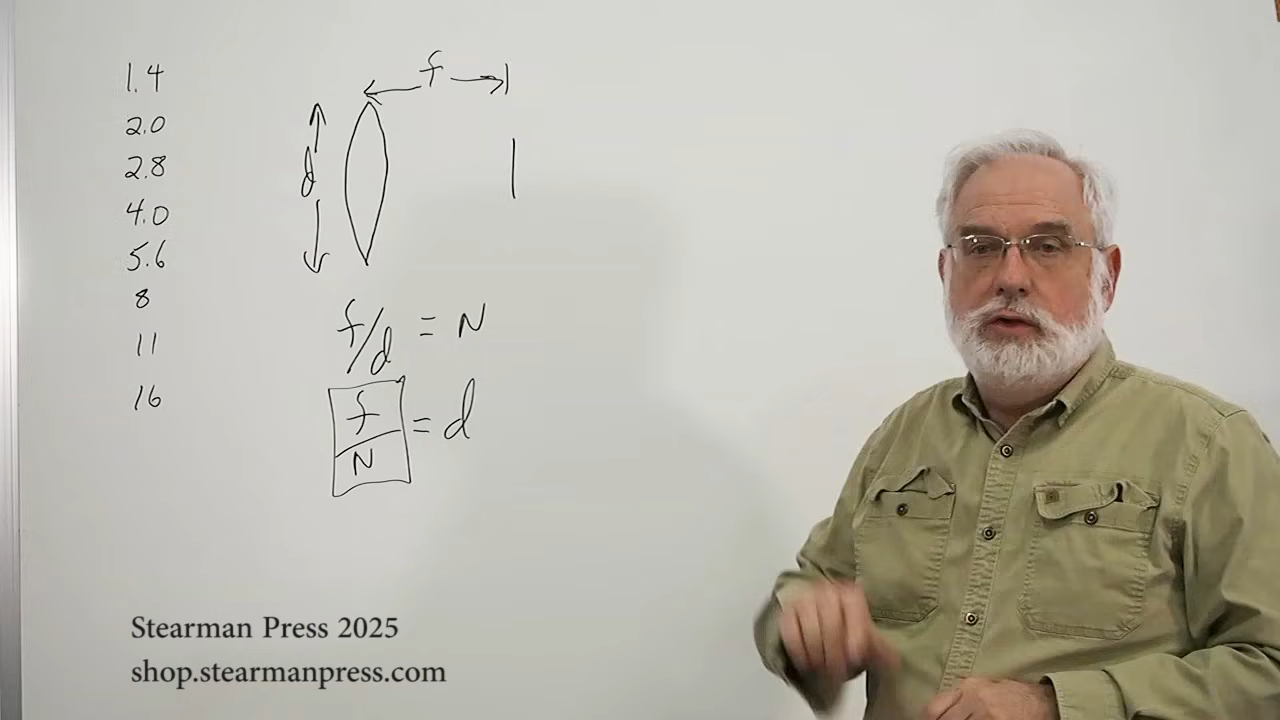 1.4
2.0
2.8
4.0
5.6
8
11
16
f
d
f/d = N
f/N = d
Stearman Press 2025
shop.stearmanpress.com